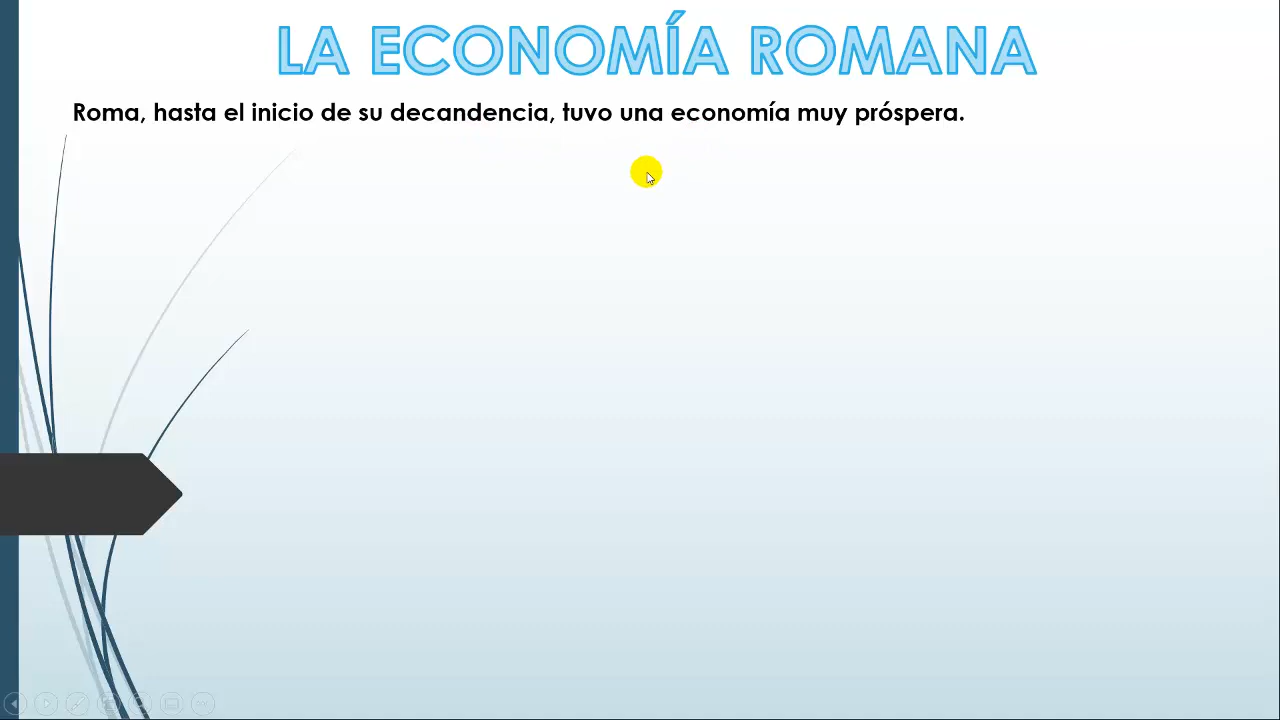 LA ECONOMÍA ROMANA
Roma, hasta el inicio de su decandencia, tuvo una economía muy próspera.